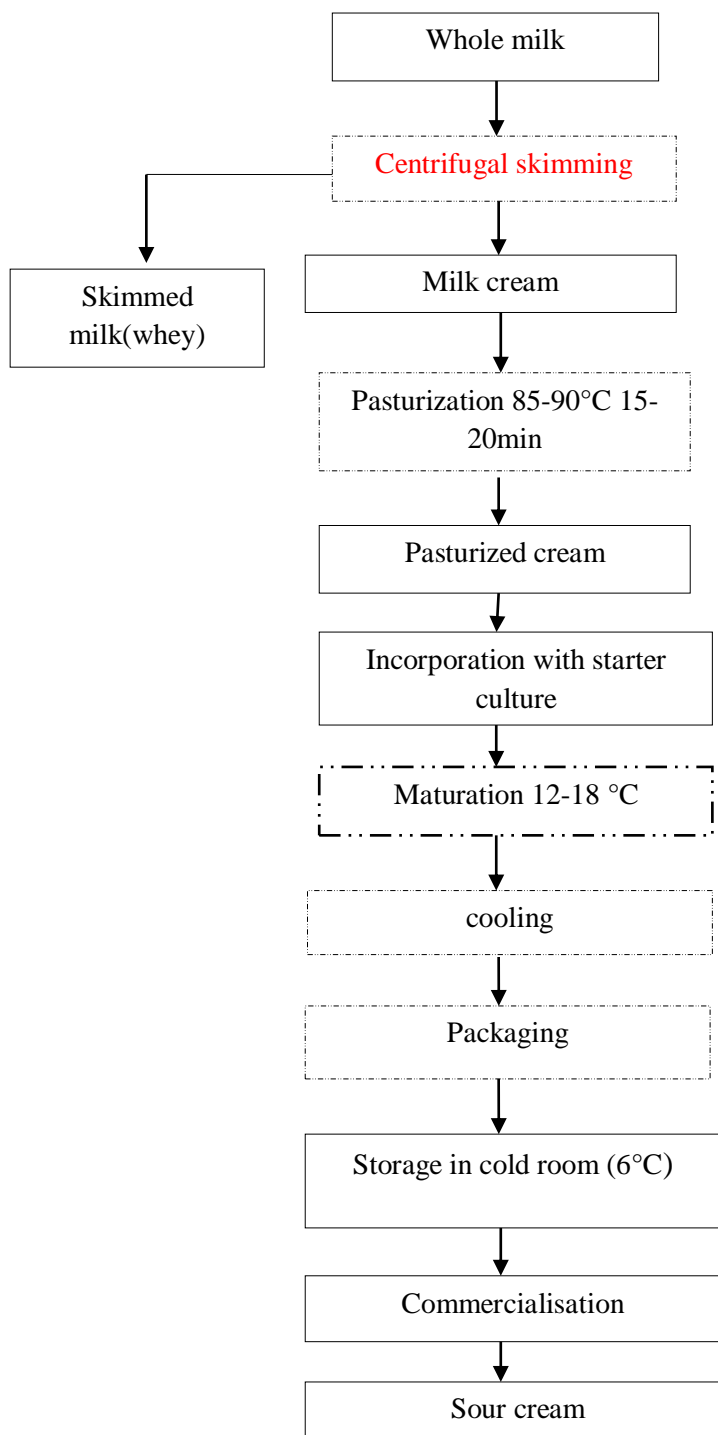 Whole milk
Centrifugal skimming
Skimmed
milk(whey)
Milk cream
Pasturization 85-90°C 15-
20min
Pasturized cream
Incorporation with starter
culture
Maturation 12-18 °C
cooling
Packaging
Storage in cold room (6°C)
Commercialisation
Sour cream